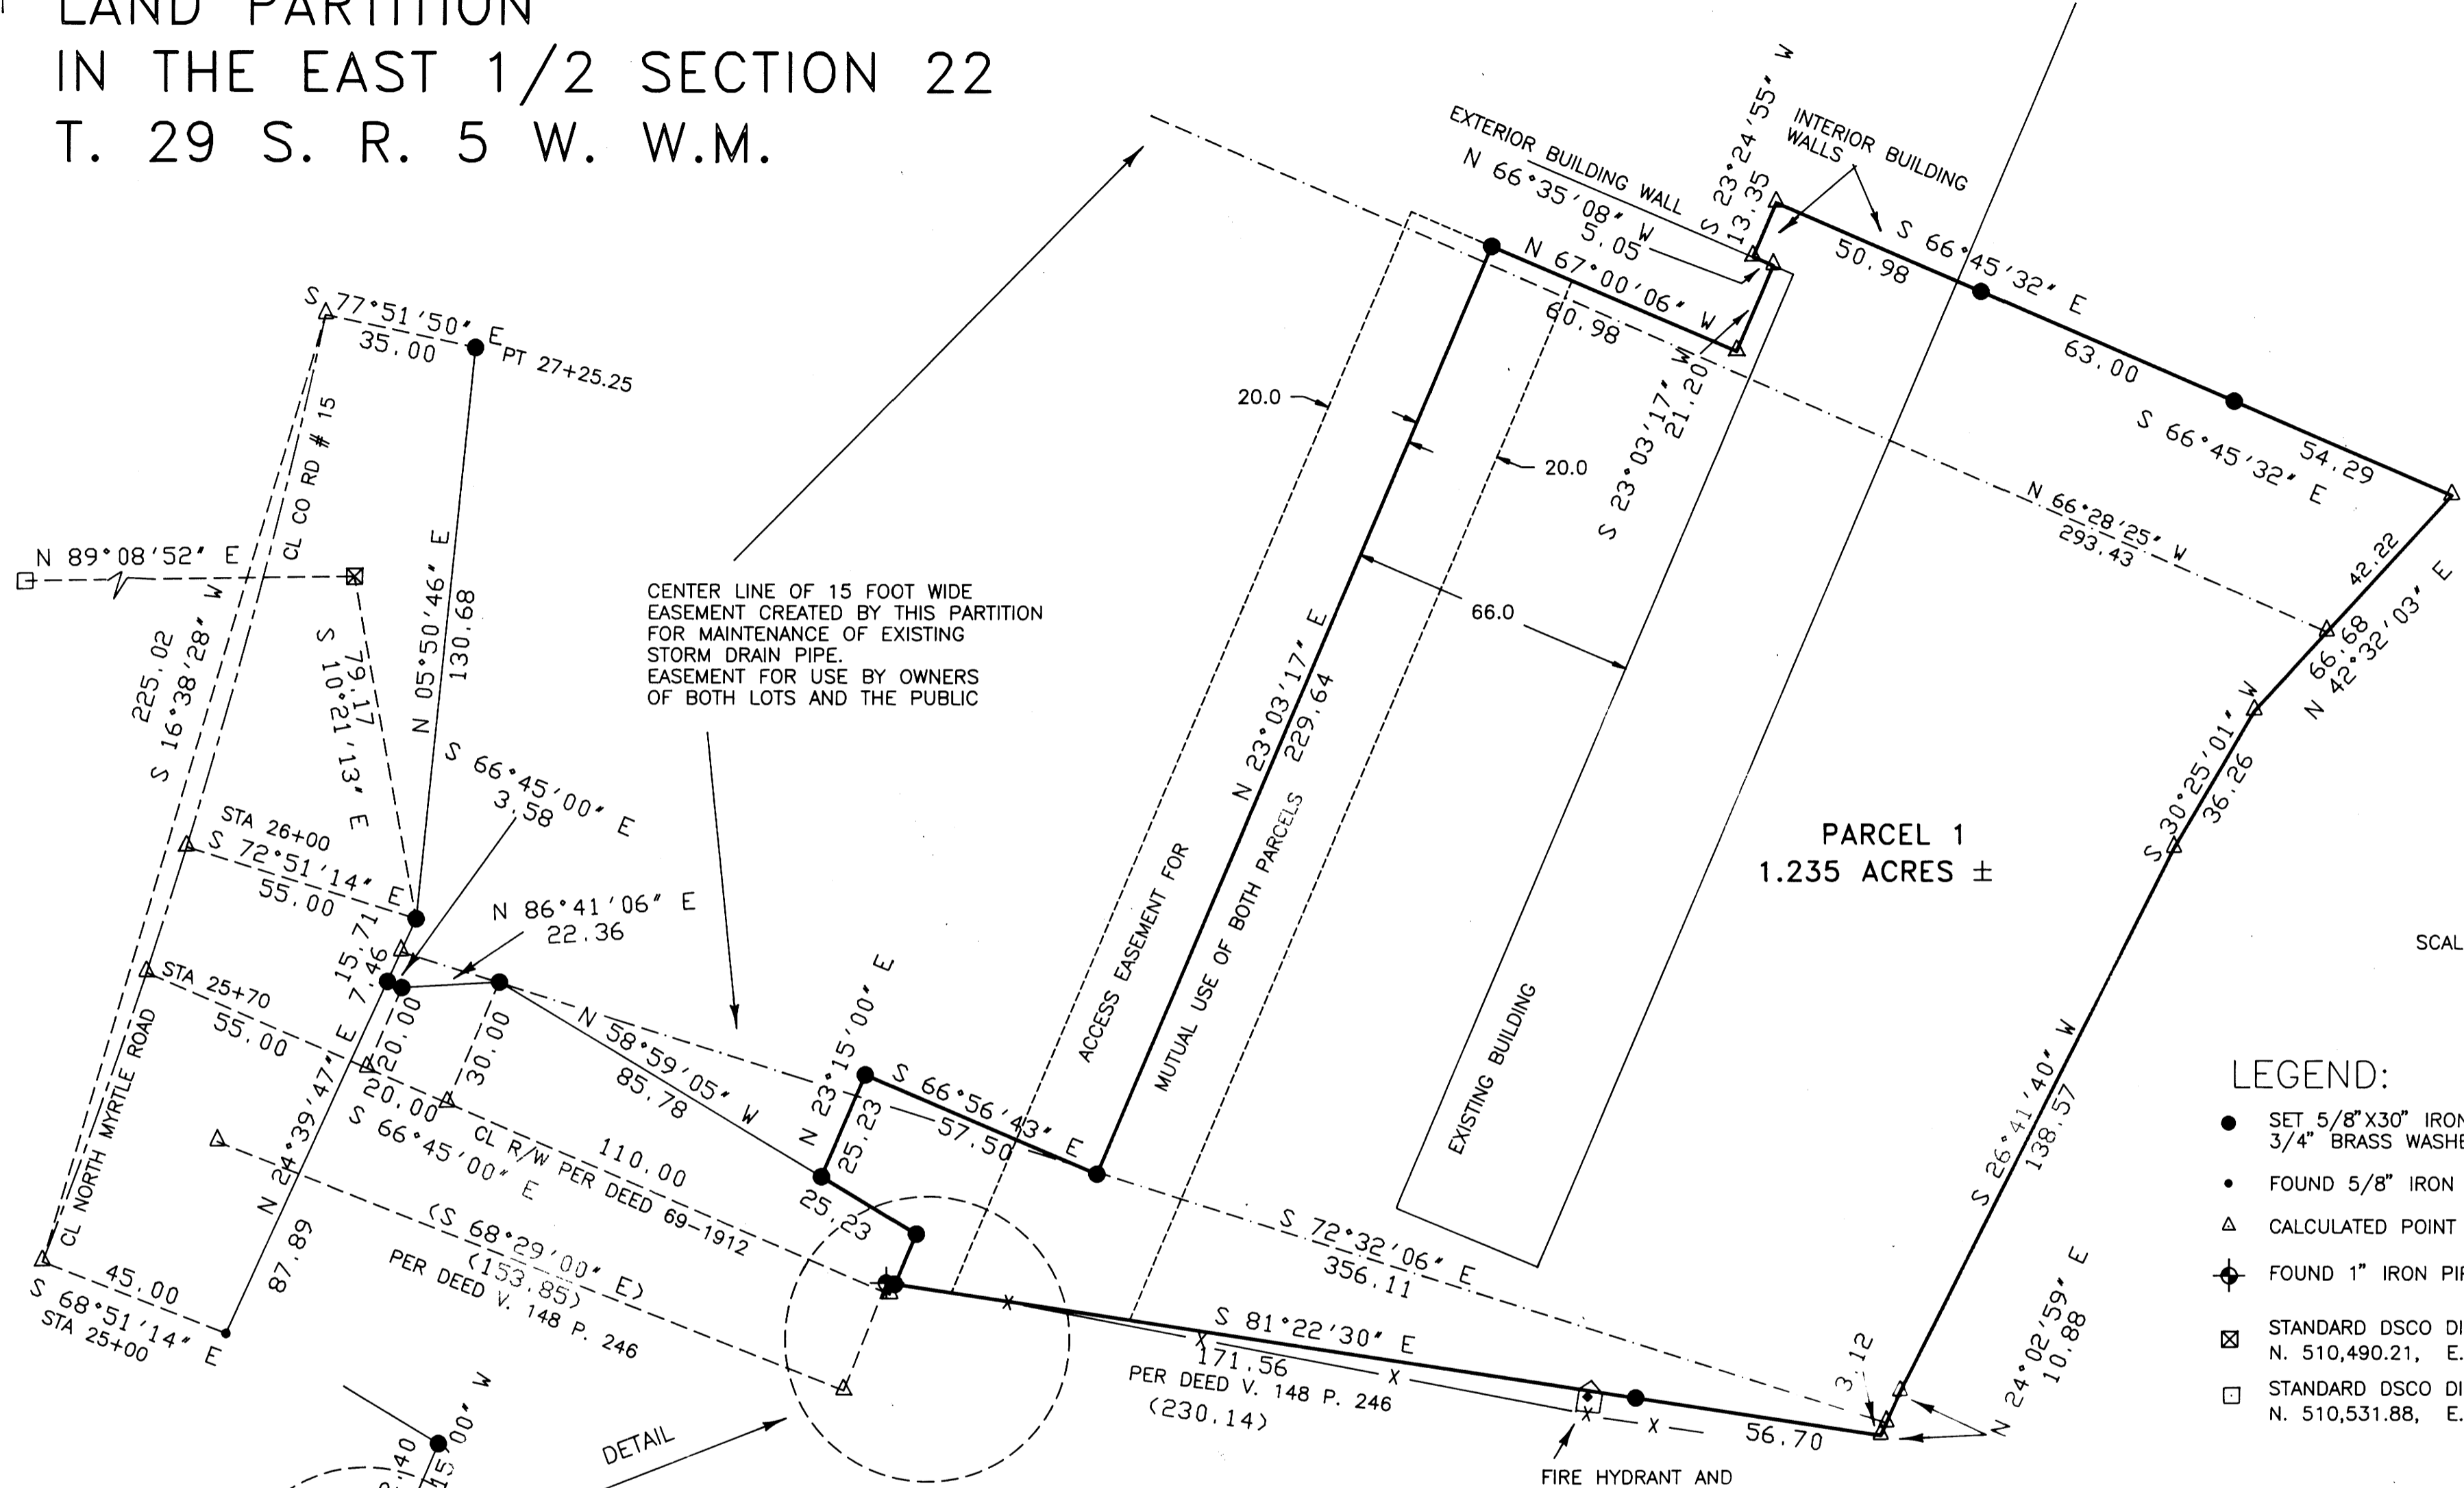 LAND PARTITION
IN THE EAST 1/2 SECTION 22
T. 29 S. R. 5 W. W.M.
EXTERIOR BUILDING WALL
N 66°35'08" W
5.05
S 23°24'55" W
13.35
INTERIOR BUILDING
WALLS
S 66°45'32" E
50.98
N 67°00'06" W
60.98
63.00
S 66°45'32" E
54.29
S 23°03'17" W
21.20
S 77°51'50" E
35.00
PT 27+25.25
CL CO RD # 15
20.0
20.0
N 66°28'25" W
293.43
42.22
66.68
N 42°32'03" E
N 89°08'52" E
225.02
S 16°38'28" W
S 10°21'13" E
79.17
N 05°50'46" E
130.68
CENTER LINE OF 15 FOOT WIDE
EASEMENT CREATED BY THIS PARTITION
FOR MAINTENANCE OF EXISTING
STORM DRAIN PIPE.
EASEMENT FOR USE BY OWNERS
OF BOTH LOTS AND THE PUBLIC
66.0
N 23°03'17" E
229.64
S 30°25'01" W
36.26
S 66°45'00" E
3.58
STA 26+00
S 72°51'14" E
55.00
N 86°41'06" E
22.36
PARCEL 1
1.235 ACRES ±
15.71
7.46
STA 25+70
55.00
20.00
20.00
30.00
N 58°59'05" W
85.78
N 23°15'00" E
25.23
S 66°56'43" E
57.50
ACCESS EASEMENT FOR
MUTUAL USE OF BOTH PARCELS
EXISTING BUILDING
SCAL
CL NORTH MYRTLE ROAD
N 24°39'47" E
87.89
S 66°45'00" E
CL R/W PER DEED 69-1912
110.00
(S 68°29'00" E)
(153.85)
PER DEED V. 148 P. 246
25.23
S 72°32'06" E
356.11
S 26°41'40" W
138.57
45.00
S 68°51'14" E
STA 25+00
S 81°22'30" E
171.56
PER DEED V. 148 P. 246
(230.14)
56.70
3.12
N 24°02'59" E
10.88
DETAIL
FIRE HYDRANT AND
.40
15'00" W
LEGEND:
SET 5/8"X30" IRON
3/4" BRASS WASHE
FOUND 5/8" IRON
CALCULATED POINT
FOUND 1" IRON PIP
STANDARD DSCO DI
N. 510,490.21, E.
STANDARD DSCO DI
N. 510,531.88, E.